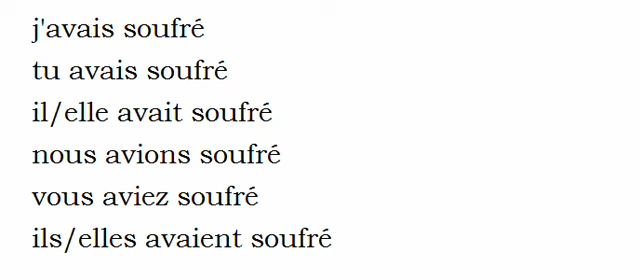 j'avais soufré
tu avais soufré
il/elle avait soufré
nous avions soufré
vous aviez soufré
ils/elles avaient soufré